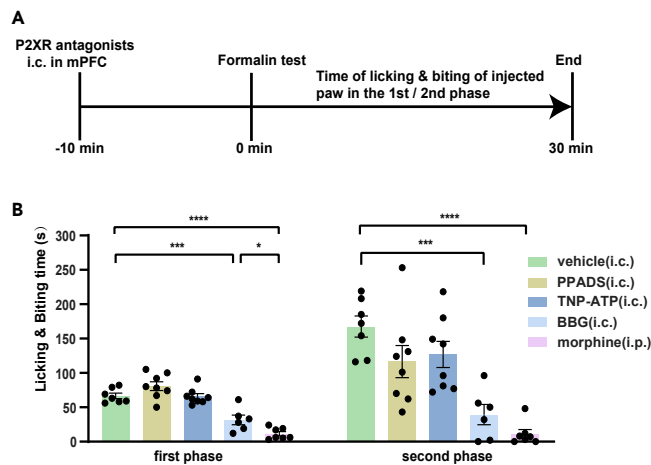 A
P2XR antagonists
i.c. in mPFC
Formalin test
End
Time of licking & biting of injected
paw in the 1st / 2nd phase
-10 min
0 min
30 min
B
Licking & Biting time (s)
300
250
200
150
100
50
0
****
***
*
****
***
first phase
second phase
vehicle(i.c.)
PPADS(i.c.)
TNP-ATP(i.c.)
BBG(i.c.)
morphine(i.p.)